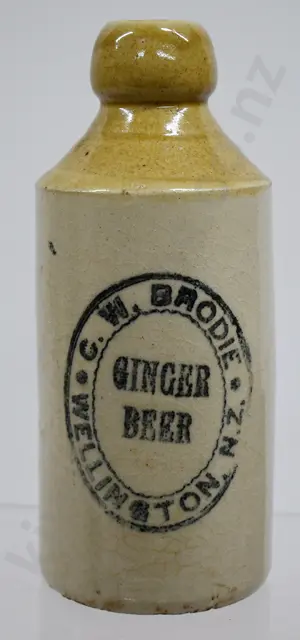 G. W. BRODIE
GINGER
BEER
WELLINGTON, N.Z.